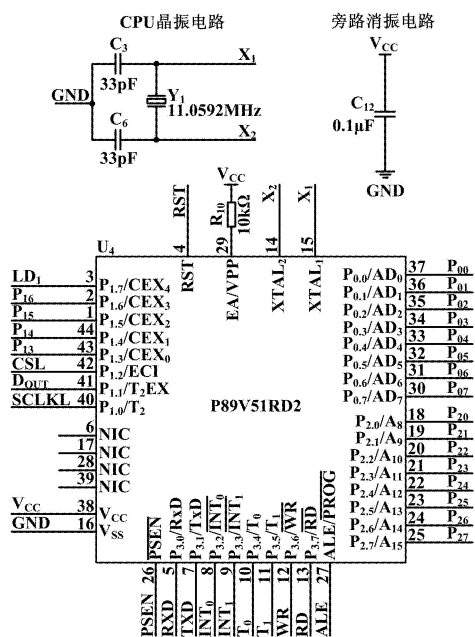 CPU晶振电路
旁路消振电路
C3
X1
VCC
33pF
GND
Y1
11.0592MHz
C12
0.1μF
C6
X2
33pF
GND
VCC
RST
R10
10kΩ
X2
X1
U4
4
29
14
15
RST
EA/VPP
XTAL2
XTAL1
LD1 3 P1.7/CEX4
P16 2 P1.6/CEX3
P15 1 P1.5/CEX2
P14 44 P1.4/CEX1
P13 43 P1.3/CEX0
CSL 42 P1.2/ECI
DOUT 41 P1.1/T2EX
SCLKL 40 P1.0/T2
6 NIC
17 NIC
28 NIC
39 NIC
VCC 38 VCC
GND 16 VSS
P89V51RD2
P0.0/AD0 37 P00
P0.1/AD1 36 P01
P0.2/AD2 35 P02
P0.3/AD3 34 P03
P0.4/AD4 33 P04
P0.5/AD5 32 P05
P0.6/AD6 31 P06
P0.7/AD7 30 P07
P2.0/A8 18 P20
P2.1/A9 19 P21
P2.2/A10 20 P22
P2.3/A11 21 P23
P2.4/A12 22 P24
P2.5/A13 23 P25
P2.6/A14 24 P26
P2.7/A15 25 P27
PSEN 26 PSEN
P3.0/RxD 5 RXD
P3.1/TxD 7 TXD
P3.2/INT0 8 INT0
P3.3/INT1 9 INT1
P3.4/T0 10 T0
P3.5/T1 11 T1
P3.6/WR 12 WR
P3.7/RD 13 RD
ALE/PROG 27 ALE